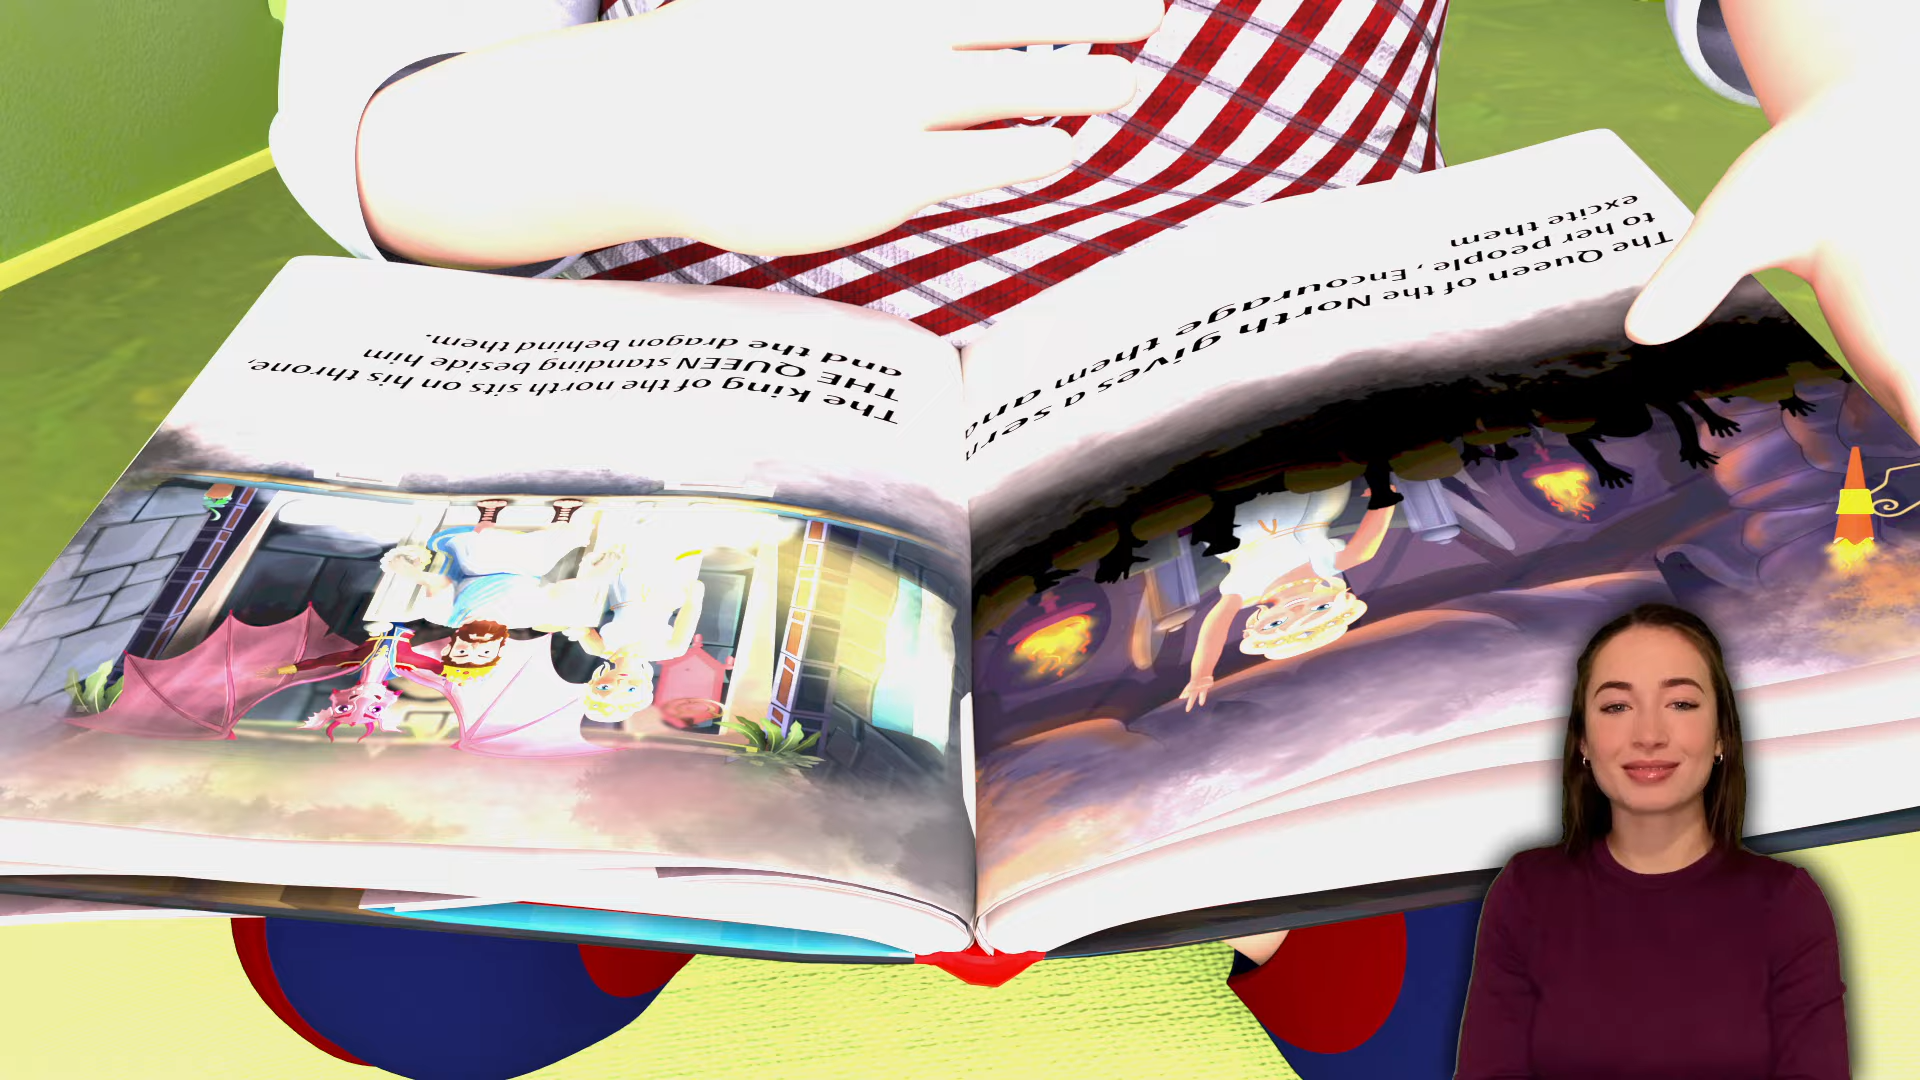 The king of the north sits on his throne,
THE QUEEN standing beside him
and the dragon behind them.
The Queen of the North gives a serm
to her people, Encourage them and
excite them